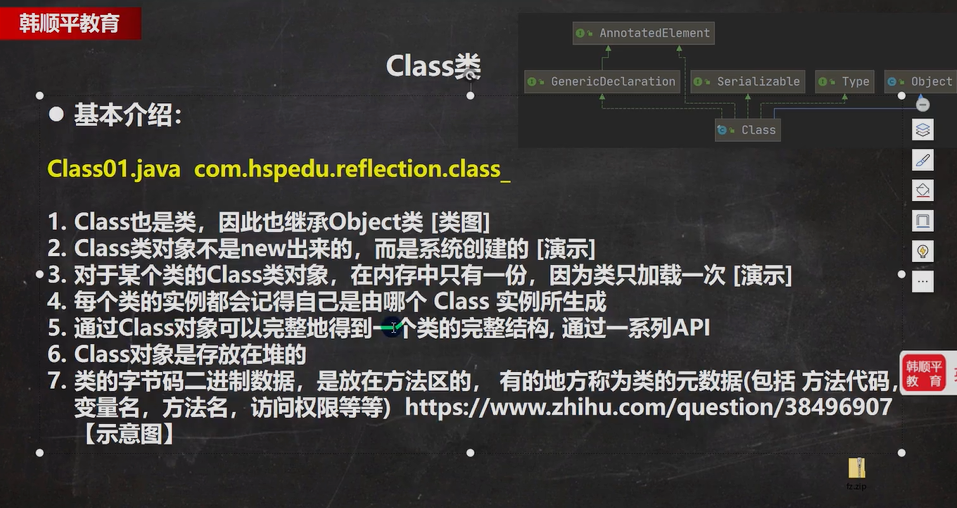 韩顺平教育
AnnotatedElement
Class类
GenericDeclaration
Serializable
Type
Object
Class
基本介绍：
Class01.java com.hspedu.reflection.class_
1. Class也是类，因此也继承Object类 [类图]
2. Class类对象不是new出来的，而是系统创建的 [演示]
3. 对于某个类的Class类对象，在内存中只有一份，因为类只加载一次 [演示]
4. 每个类的实例都会记得自己是由哪个 Class 实例所生成
5. 通过Class对象可以完整地得到一个类的完整结构, 通过一系列API
6. Class对象是存放在堆的
7. 类的字节码二进制数据，是放在方法区的， 有的地方称为类的元数据(包括 方法代码，
变量名，方法名，访问权限等等) https://www.zhihu.com/question/38496907
【示意图】
韩顺平
教 育